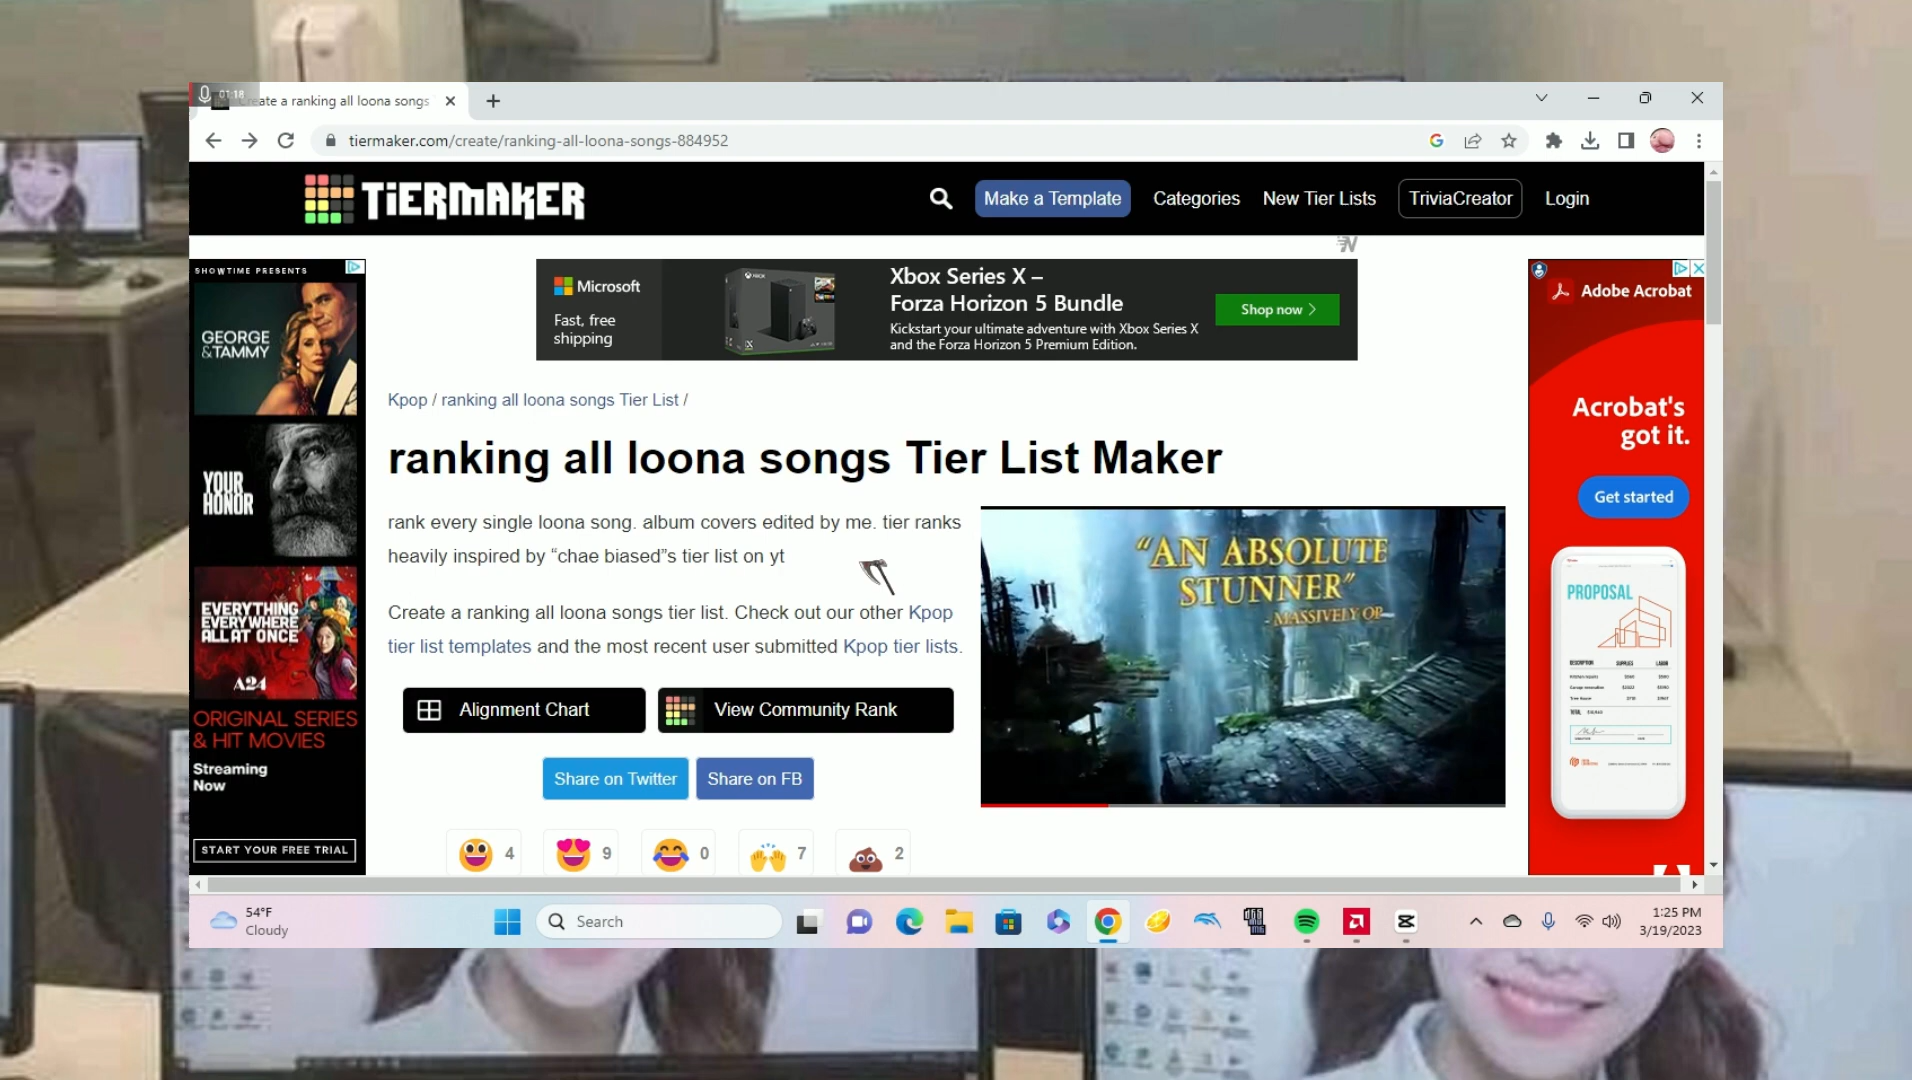 01:18
eate a ranking all loona songs
tiermaker.com/create/ranking-all-loona-songs-884952
TiERMAKER
Make a Template
Categories
New Tier Lists
TriviaCreator
Login
SHOWTIME PRESENTS
GEORGE
&TAMMY
YOUR
HONOR
EVERYTHING
EVERYWHERE
ALL AT ONCE
A24
ORIGINAL SERIES
& HIT MOVIES
Streaming
Now
START YOUR FREE TRIAL
Microsoft
Fast, free
shipping
XBOX
Xbox Series X –
Forza Horizon 5 Bundle
Kickstart your ultimate adventure with Xbox Series X
and the Forza Horizon 5 Premium Edition.
Shop now
Kpop / ranking all loona songs Tier List /
ranking all loona songs Tier List Maker
rank every single loona song. album covers edited by me. tier ranks
heavily inspired by “chae biased”s tier list on yt
Create a ranking all loona songs tier list. Check out our other Kpop
tier list templates and the most recent user submitted Kpop tier lists.
Alignment Chart
View Community Rank
Share on Twitter
Share on FB
4
9
0
7
2
“AN ABSOLUTE
STUNNER”
- MASSIVELY OP
Adobe Acrobat
Acrobat's
got it.
Get started
PROPOSAL
DESCRIPTION
SUPPLIES
LABOR
TOTAL
54°F
Cloudy
Search
1:25 PM
3/19/2023